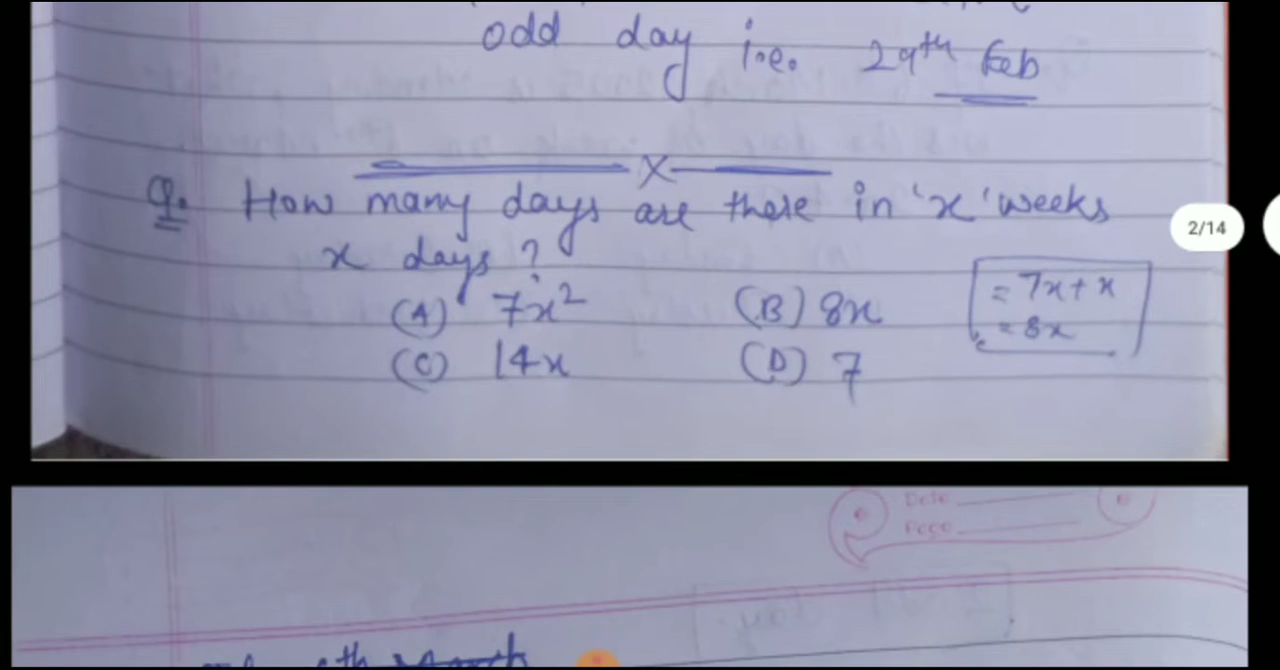 odd day i.e. 29th Feb
X
Q. How many days are there in 'x' weeks
x days?
(A) 7x² (B) 8x
(C) 14x (D) 7
= 7x + x
= 8x
2/14
Date
Page